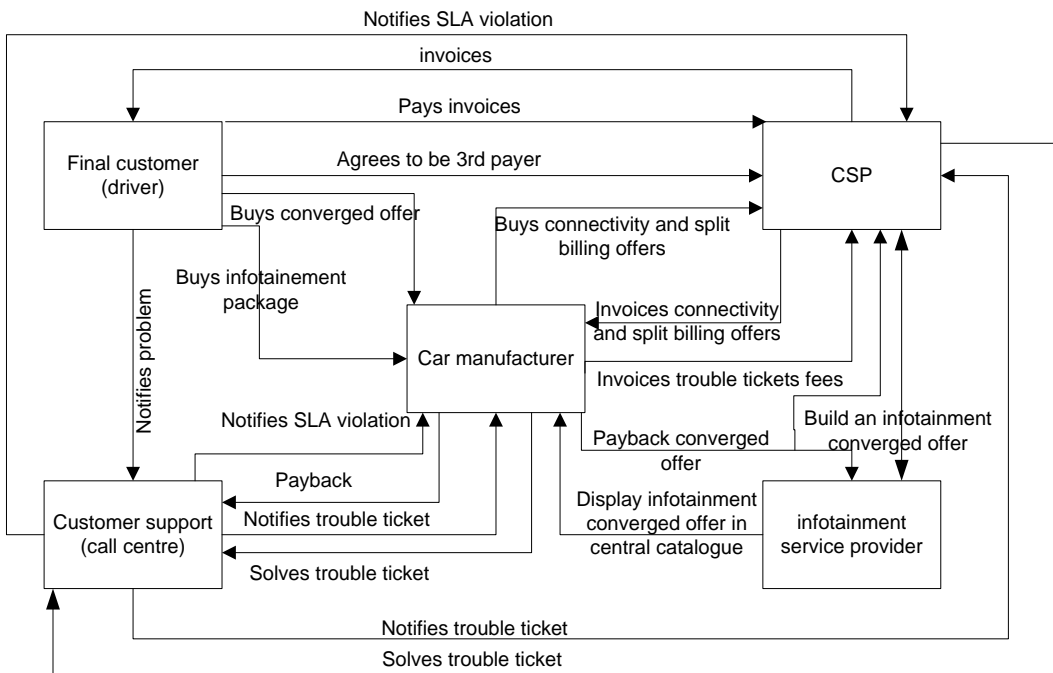 Notifies SLA violation
invoices
Pays invoices
Final customer
(driver)
Agrees to be 3rd payer
CSP
Buys converged offer
Buys connectivity and split
billing offers
Buys infotainement
package
Invoices connectivity
and split billing offers
Car manufacturer
Invoices trouble tickets fees
Notifies problem
Notifies SLA violation
Build an infotainment
converged offer
Payback converged
offer
Payback
Display infotainment
converged offer in
central catalogue
Notifies trouble ticket
Customer support
(call centre)
infotainment
service provider
Solves trouble ticket
Notifies trouble ticket
Solves trouble ticket